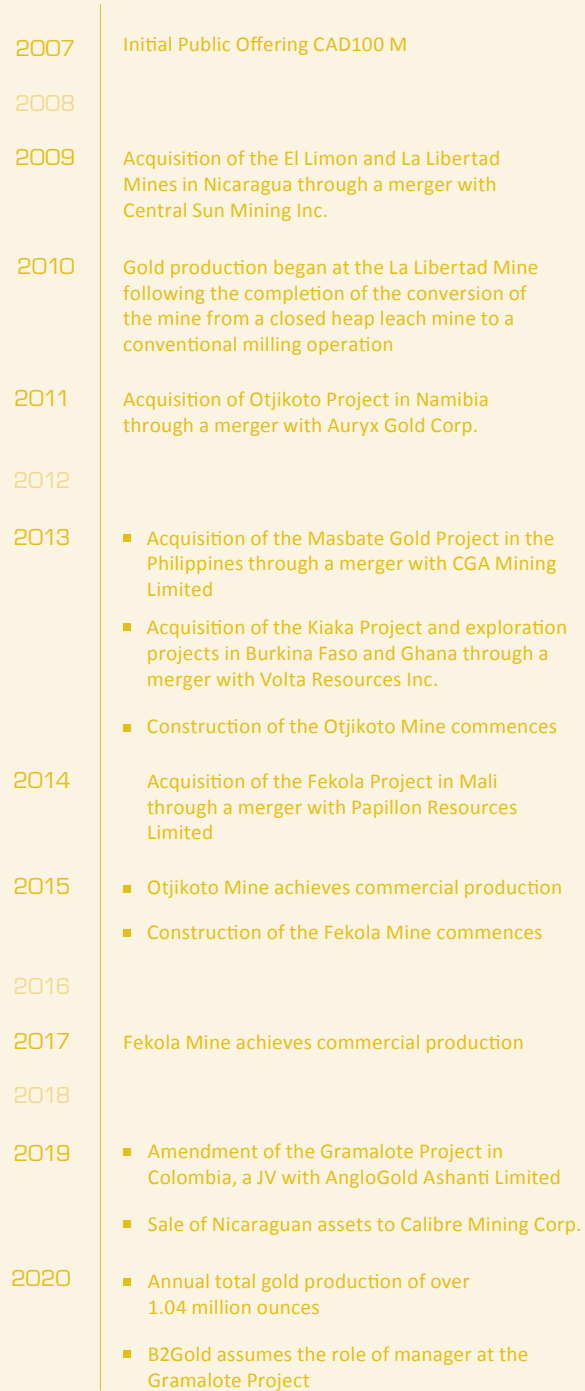 2007
Initial Public Offering CAD100 M
2008
2009
Acquisition of the El Limon and La Libertad
Mines in Nicaragua through a merger with
Central Sun Mining Inc.
2010
Gold production began at the La Libertad Mine
following the completion of the conversion of
the mine from a closed heap leach mine to a
conventional milling operation
2011
Acquisition of Otjikoto Project in Namibia
through a merger with Auryx Gold Corp.
2012
2013
Acquisition of the Masbate Gold Project in the
Philippines through a merger with CGA Mining
Limited
Acquisition of the Kiaka Project and exploration
projects in Burkina Faso and Ghana through a
merger with Volta Resources Inc.
Construction of the Otjikoto Mine commences
2014
Acquisition of the Fekola Project in Mali
through a merger with Papillon Resources
Limited
2015
Otjikoto Mine achieves commercial production
Construction of the Fekola Mine commences
2016
2017
Fekola Mine achieves commercial production
2018
2019
Amendment of the Gramalote Project in
Colombia, a JV with AngloGold Ashanti Limited
Sale of Nicaraguan assets to Calibre Mining Corp.
2020
Annual total gold production of over
1.04 million ounces
B2Gold assumes the role of manager at the
Gramalote Project